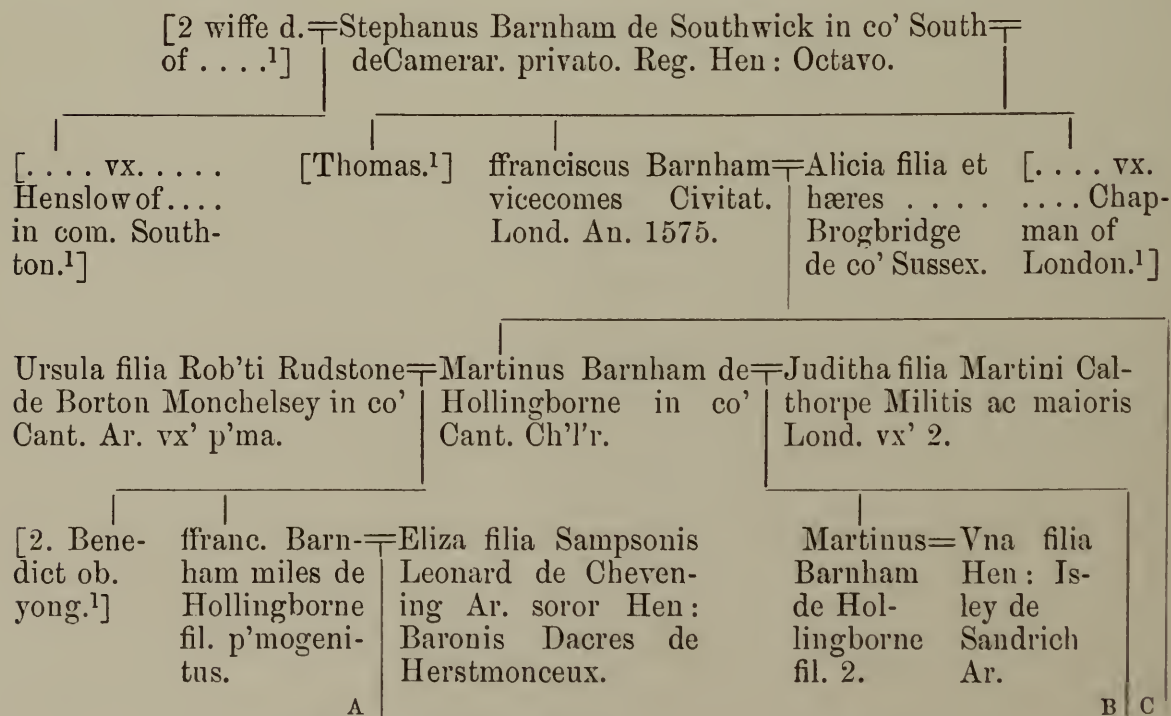 [2 wiffe d. of . . . .¹]
Stephanus Barnham de Southwick in co' South
deCamerar. privato. Reg. Hen : Octavo.
[. . . . vx. . . . . .
Henslow of . . . .
in com. South-
ton.¹]
[Thomas.¹]
ffranciscus Barnham
vicecomes Civitat.
Lond. An. 1575.
Alicia filia et
hæres . . . .
Brogbridge
de co' Sussex.
[. . . . vx.
. . . . Chap-
man of
London.¹]
Ursula filia Rob'ti Rudstone
de Borton Monchelsey in co'
Cant. Ar. vx' p'ma.
Martinus Barnham de
Hollingborne in co'
Cant. Ch'l'r.
Juditha filia Martini Cal-
thorpe Militis ac maioris
Lond. vx' 2.
[2. Bene-
dict ob.
yong.¹]
ffranc. Barn-
ham miles de
Hollingborne
fil. p'mogeni-
tus.
Eliza filia Sampsonis
Leonard de Cheven-
ing Ar. soror Hen :
Baronis Dacres de
Herstmonceux.
Martinus
Barnham
de Hol-
lingborne
fil. 2.
Vna filia
Hen : Is-
ley de
Sandrich
Ar.
A
B
C